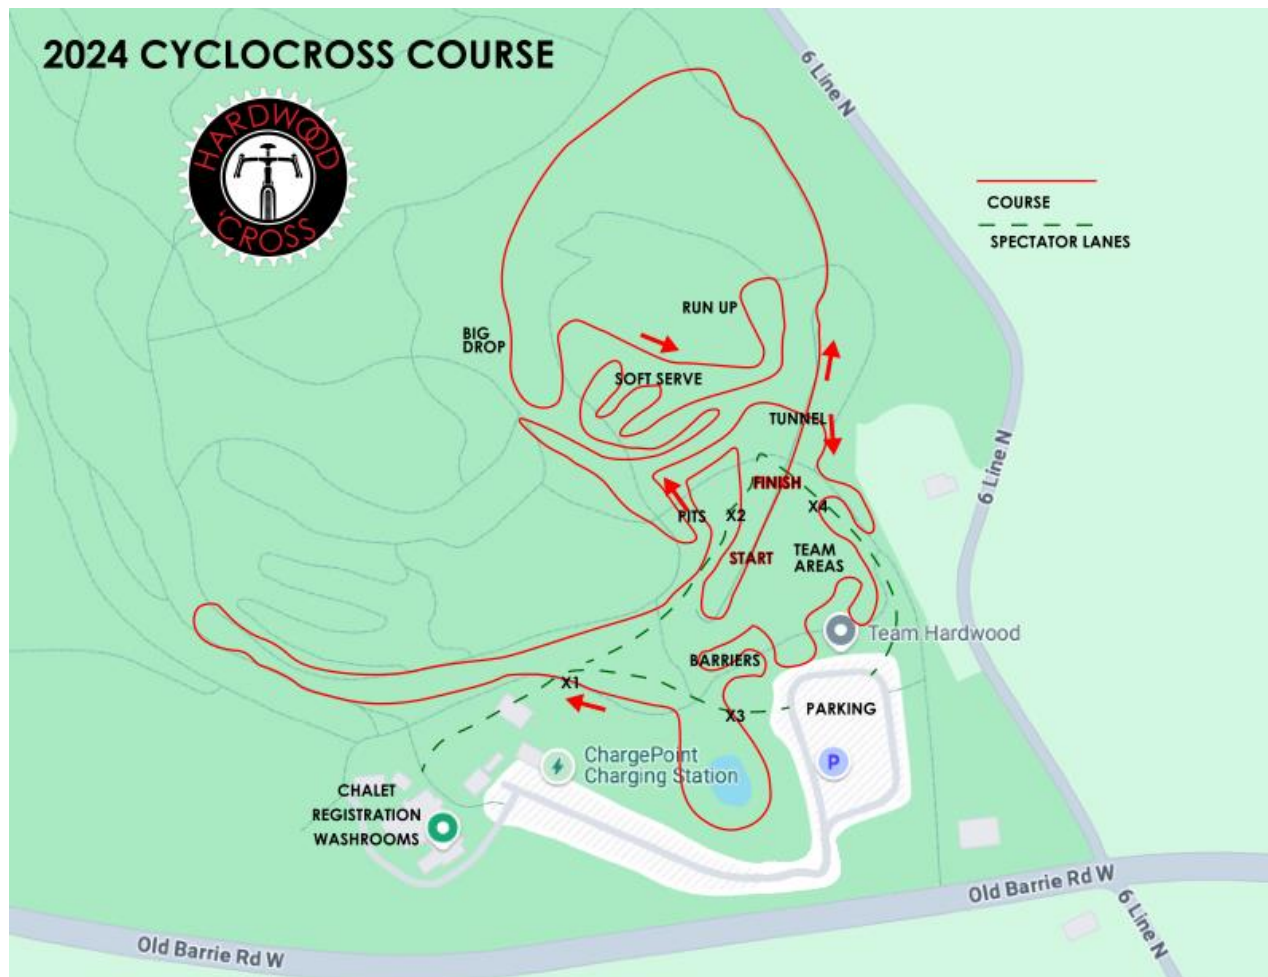 2024 CYCLOCROSS COURSE
HARDWOOD
'CROSS
6 Line N
COURSE
SPECTATOR LANES
RUN UP
BIG
DROP
SOFT SERVE
TUNNEL
6 Line N
FINISH
PITS
X2
X4
START
TEAM
AREAS
Team Hardwood
BARRIERS
X1
X3
PARKING
P
ChargePoint
Charging Station
CHALET
REGISTRATION
WASHROOMS
Old Barrie Rd W
6 Line N
Old Barrie Rd W